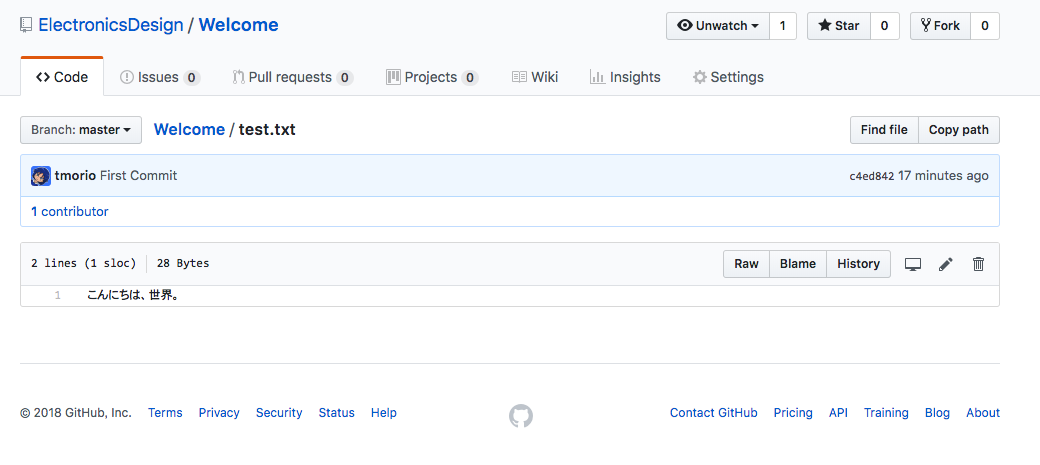 ElectronicsDesign / Welcome
Unwatch 1 Star 0 Fork 0
Code Issues 0 Pull requests 0 Projects 0 Wiki Insights Settings
Branch: master Welcome / test.txt Find file Copy path
tmorio First Commit c4ed842 17 minutes ago
1 contributor
2 lines (1 sloc) 28 Bytes Raw Blame History
1 こんにちは、世界。
© 2018 GitHub, Inc. Terms Privacy Security Status Help Contact GitHub Pricing API Training Blog About